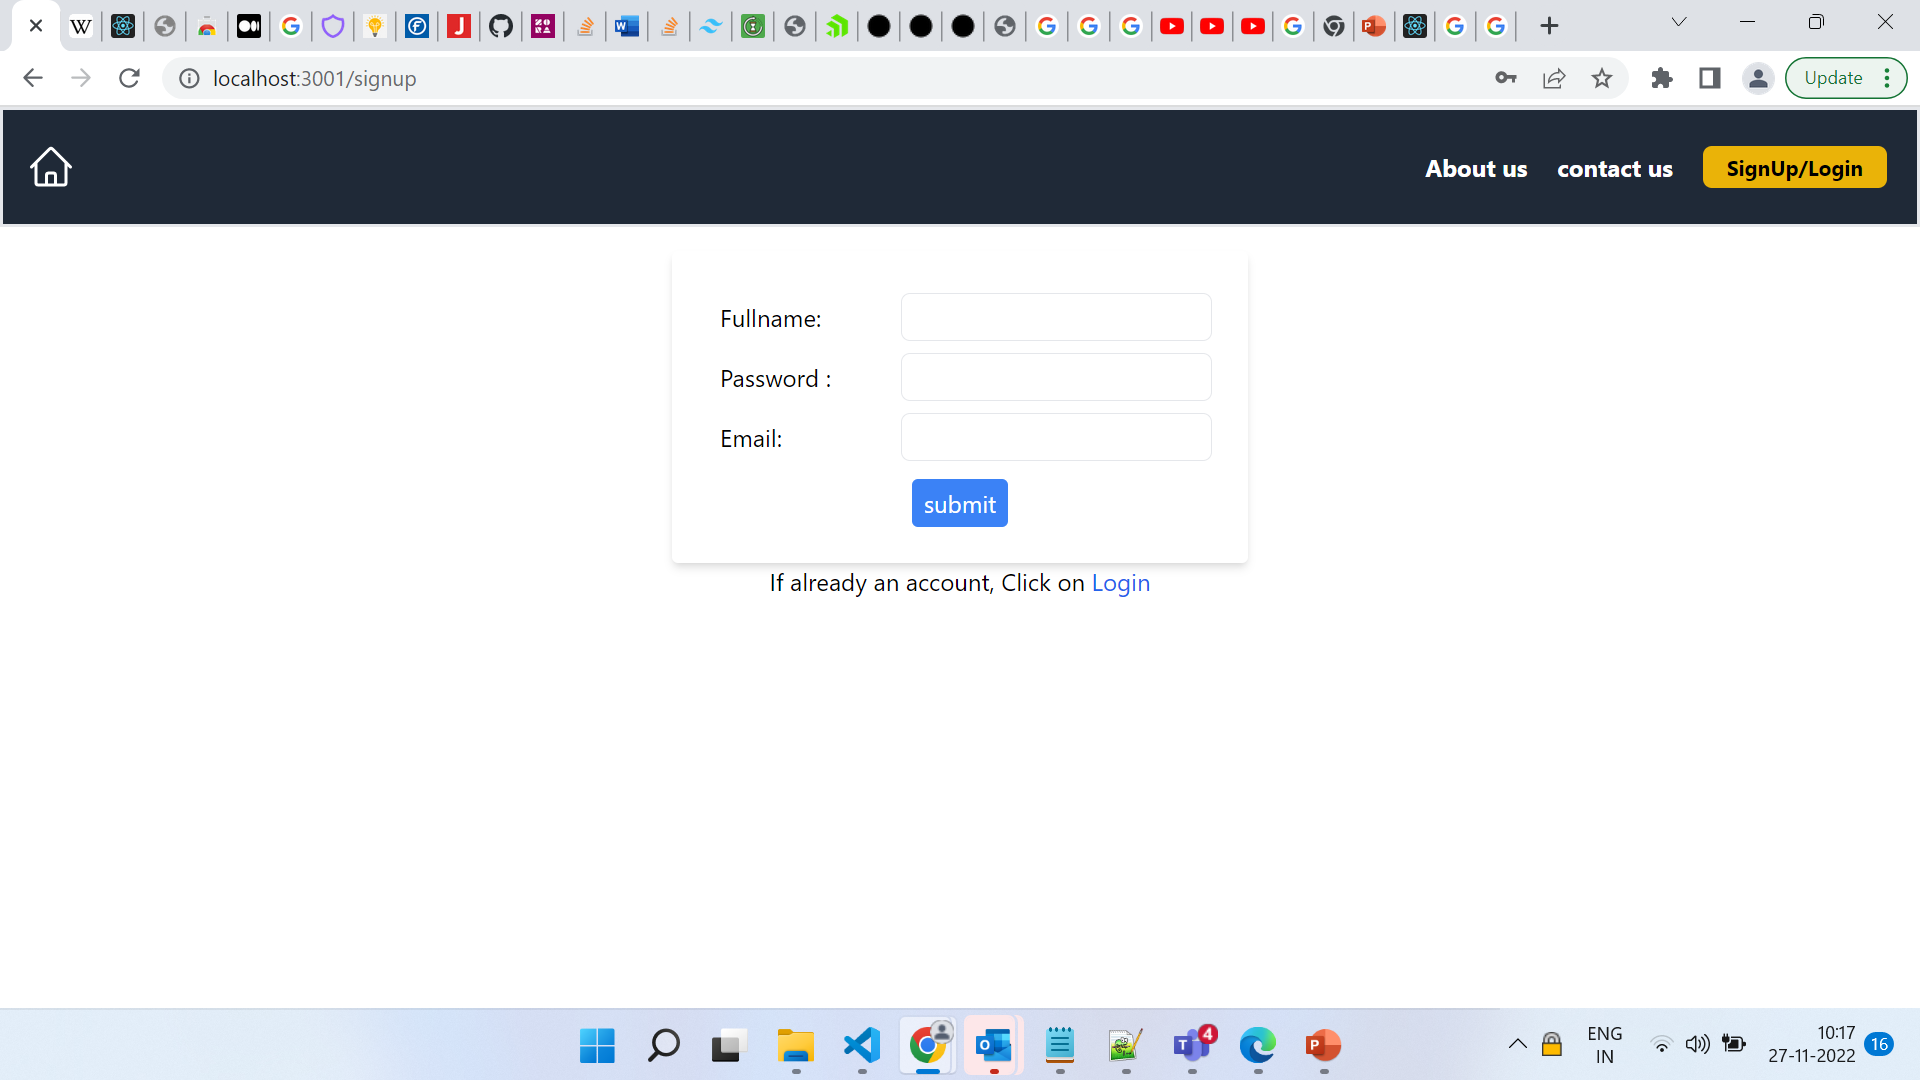 localhost:3001/signup
Update
About us
contact us
SignUp/Login
Fullname:
Password :
Email:
submit
If already an account, Click on Login
4
ENG
IN
10:17
27-11-2022
16